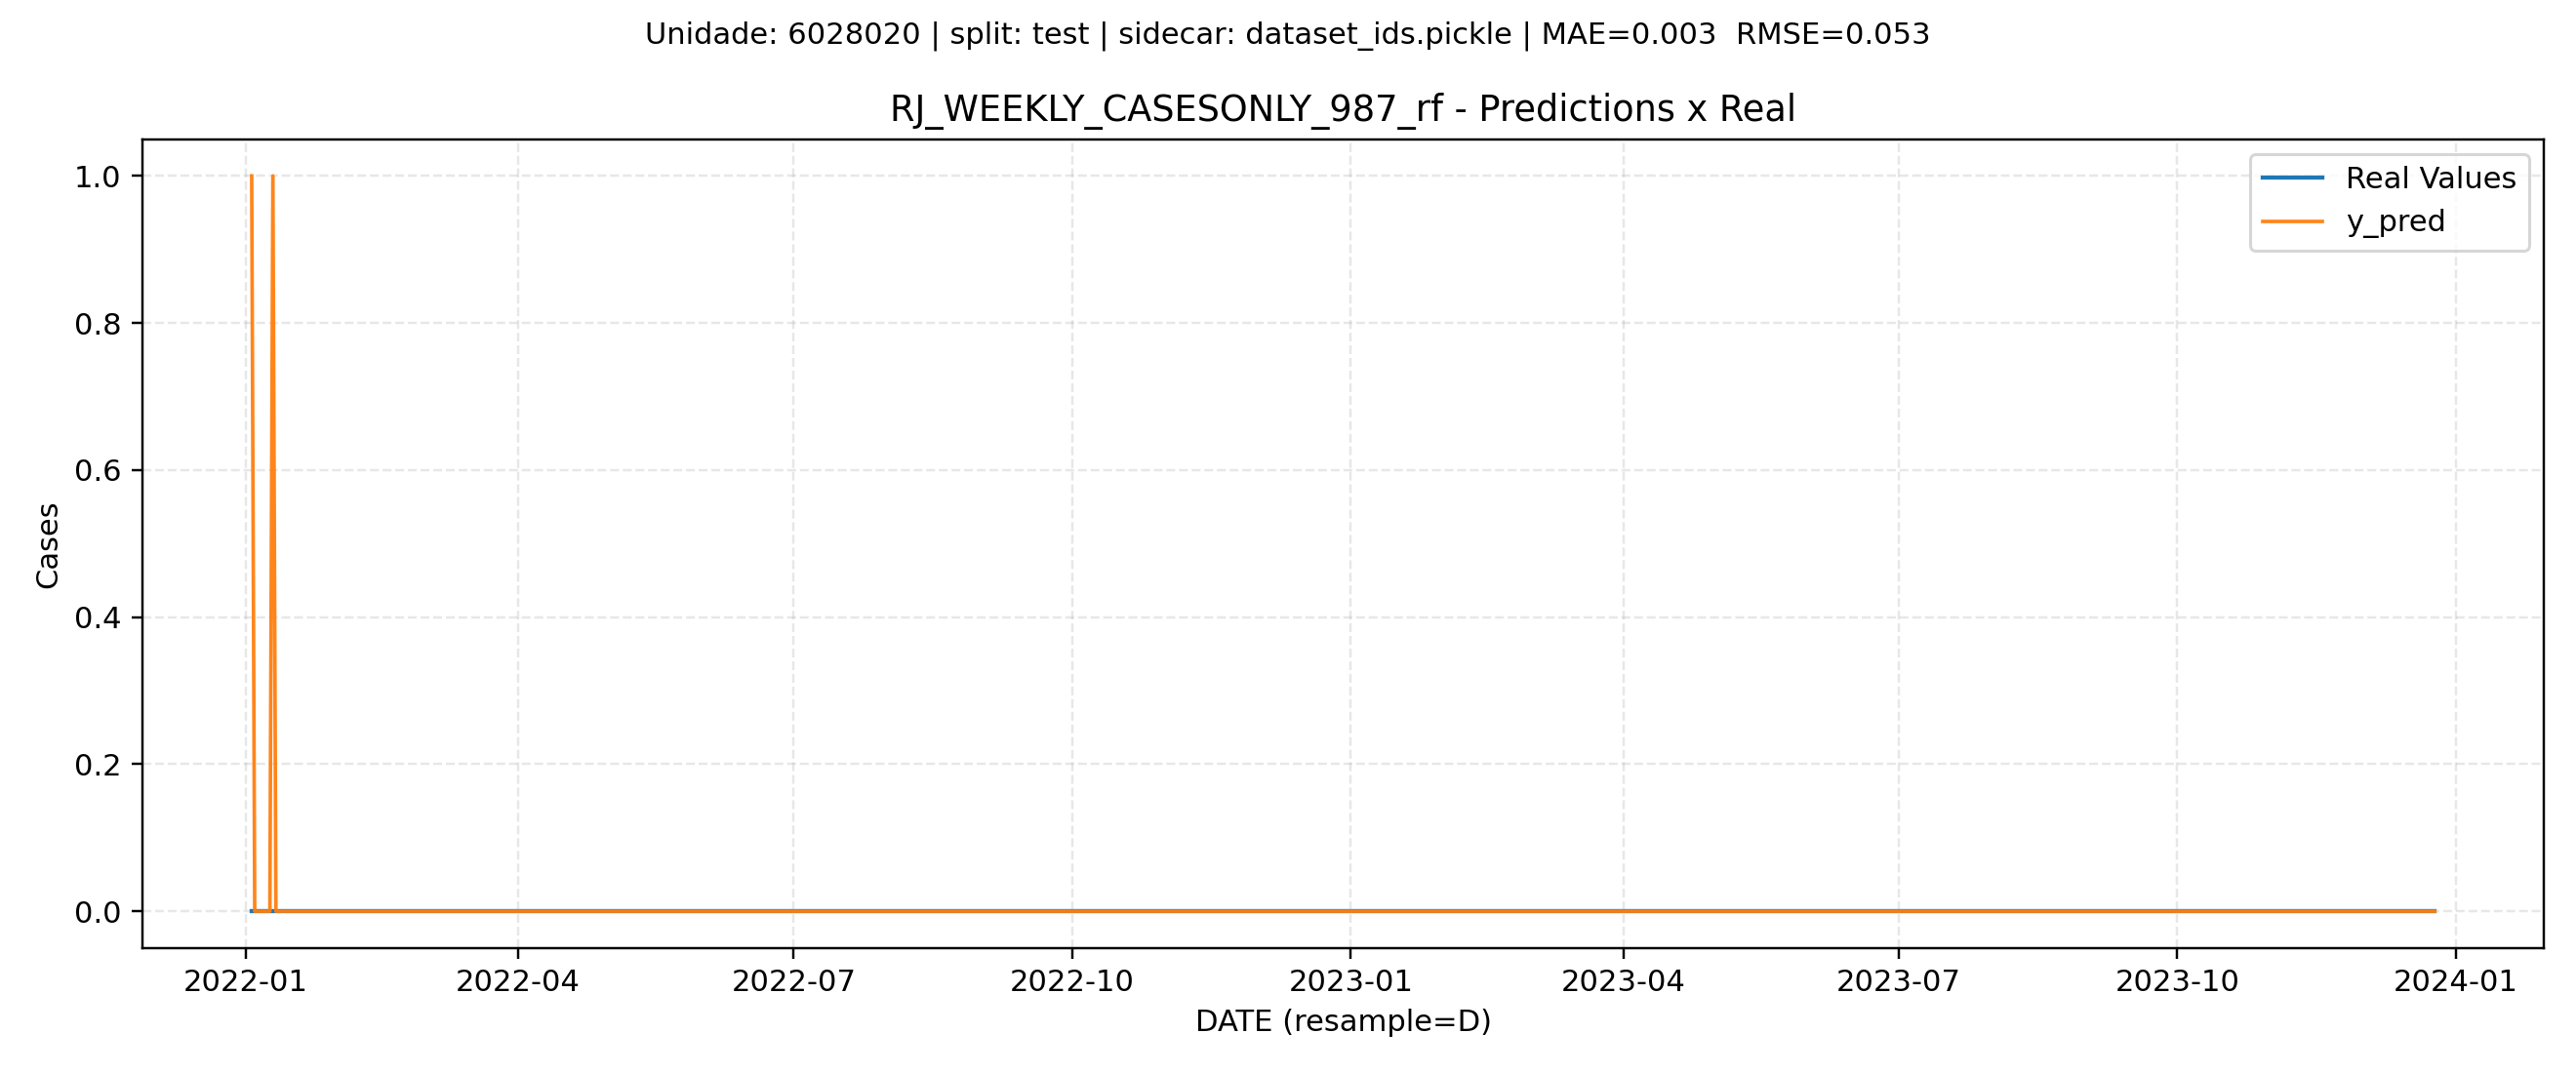 Unidade: 6028020 | split: test | sidecar: dataset_ids.pickle | MAE=0.003  RMSE=0.053
RJ_WEEKLY_CASESONLY_987_rf - Predictions x Real
Real Values
y_pred
1.0
0.8
0.6
0.4
0.2
0.0
Cases
2022-01 2022-04 2022-07 2022-10 2023-01 2023-04 2023-07 2023-10 2024-01
DATE (resample=D)